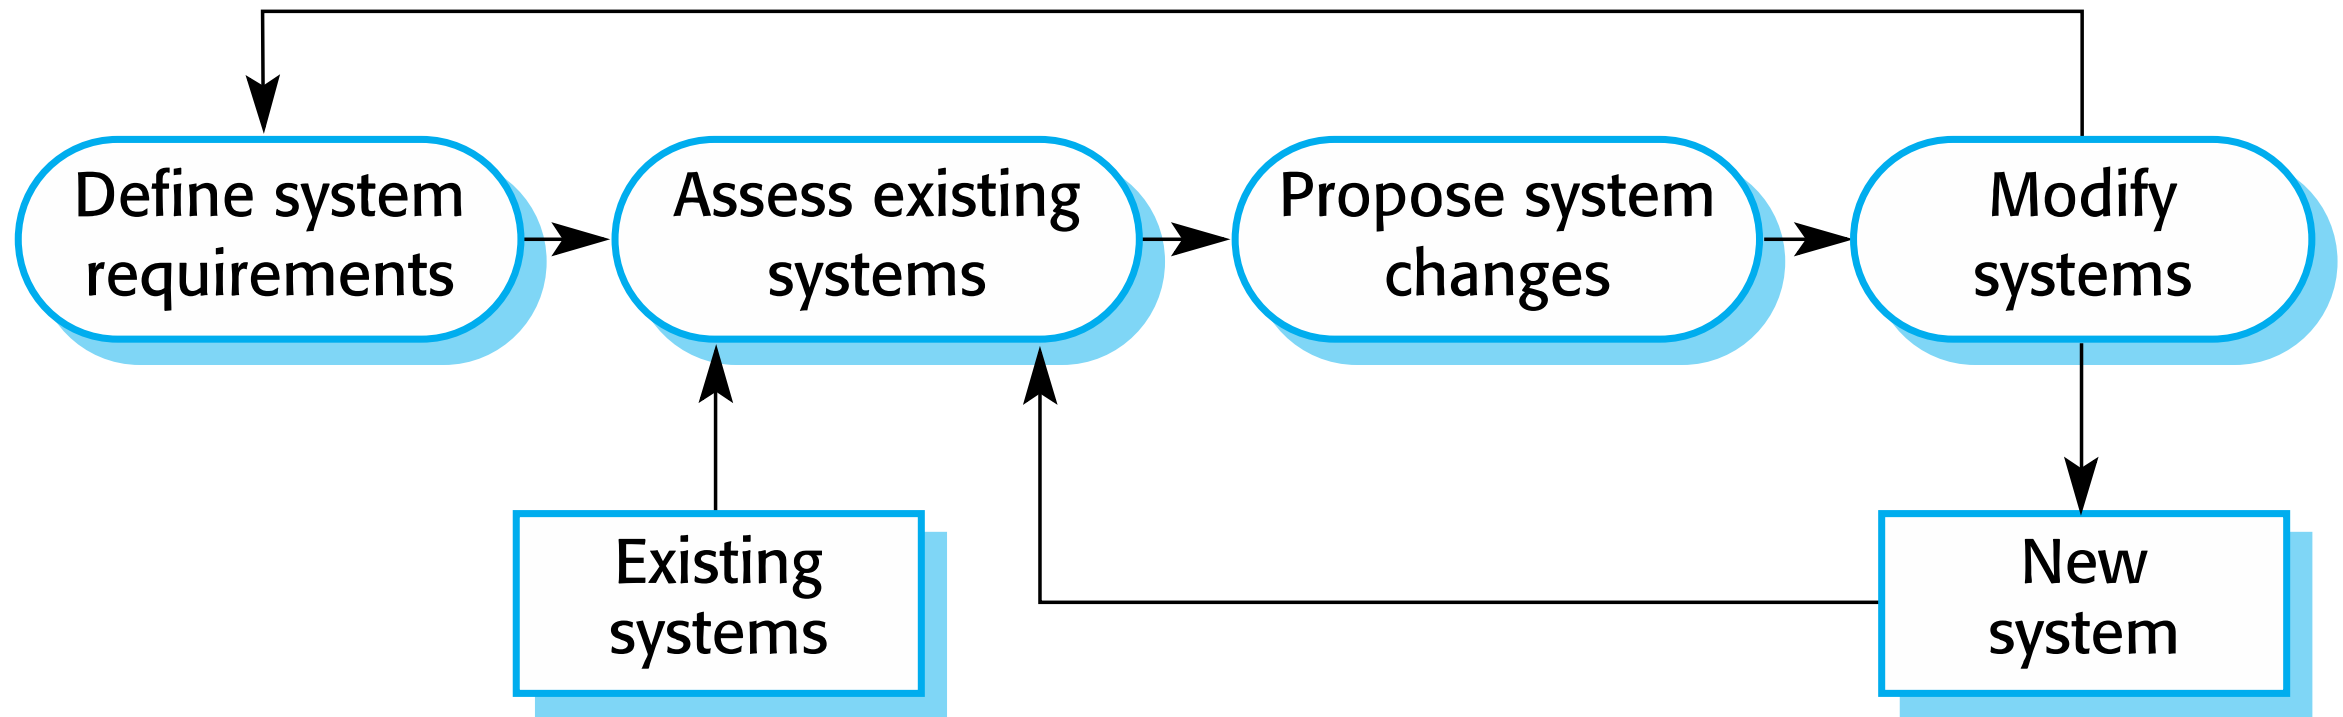 Define system
requirements
Assess existing
systems
Propose system
changes
Modify
systems
Existing
systems
New
system